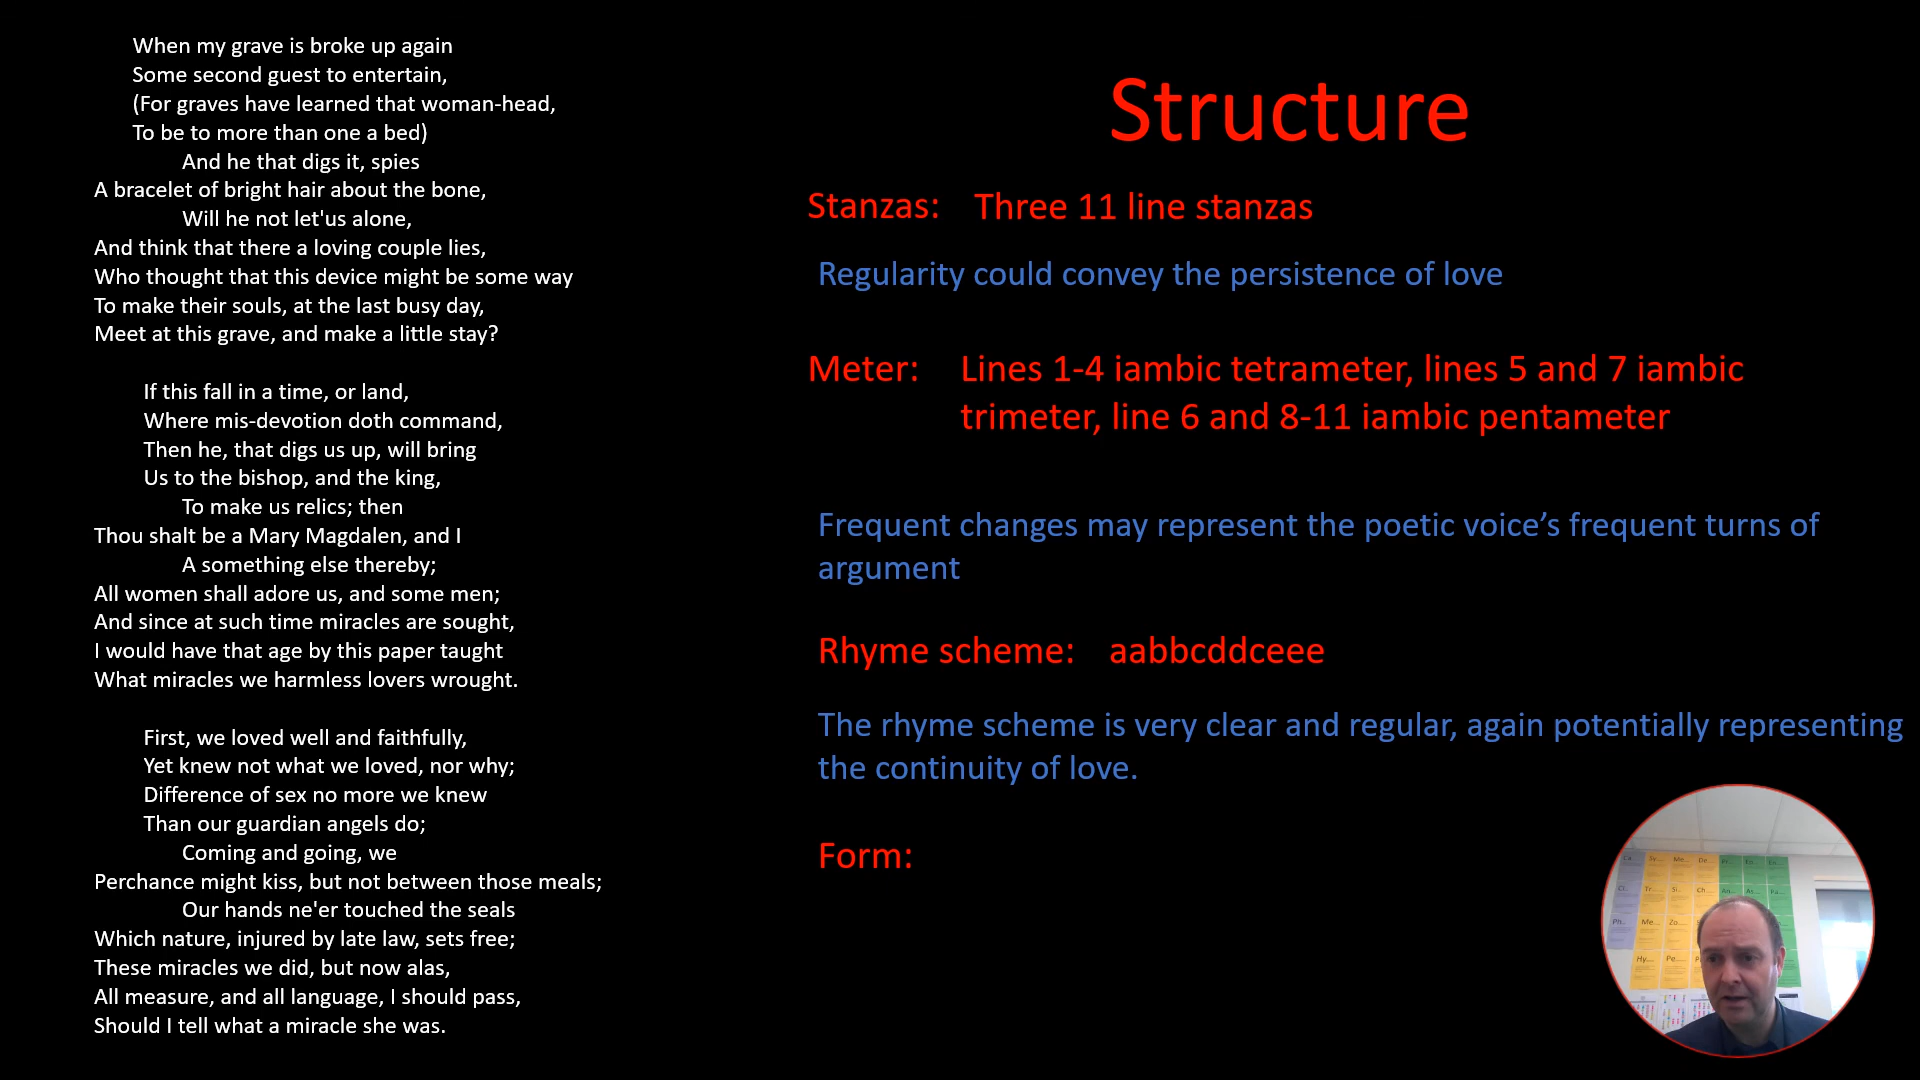 When my grave is broke up again
Some second guest to entertain,
(For graves have learned that woman-head,
To be to more than one a bed)
And he that digs it, spies
A bracelet of bright hair about the bone,
Will he not let'us alone,
And think that there a loving couple lies,
Who thought that this device might be some way
To make their souls, at the last busy day,
Meet at this grave, and make a little stay?
If this fall in a time, or land,
Where mis-devotion doth command,
Then he, that digs us up, will bring
Us to the bishop, and the king,
To make us relics; then
Thou shalt be a Mary Magdalen, and I
A something else thereby;
All women shall adore us, and some men;
And since at such time miracles are sought,
I would have that age by this paper taught
What miracles we harmless lovers wrought.
First, we loved well and faithfully,
Yet knew not what we loved, nor why;
Difference of sex no more we knew
Than our guardian angels do;
Coming and going, we
Perchance might kiss, but not between those meals;
Our hands ne'er touched the seals
Which nature, injured by late law, sets free;
These miracles we did, but now alas,
All measure, and all language, I should pass,
Should I tell what a miracle she was.
Structure
Stanzas: Three 11 line stanzas
Regularity could convey the persistence of love
Meter: Lines 1-4 iambic tetrameter, lines 5 and 7 iambic
trimeter, line 6 and 8-11 iambic pentameter
Frequent changes may represent the poetic voice’s frequent turns of
argument
Rhyme scheme: aabbcddceee
The rhyme scheme is very clear and regular, again potentially representing
the continuity of love.
Form: